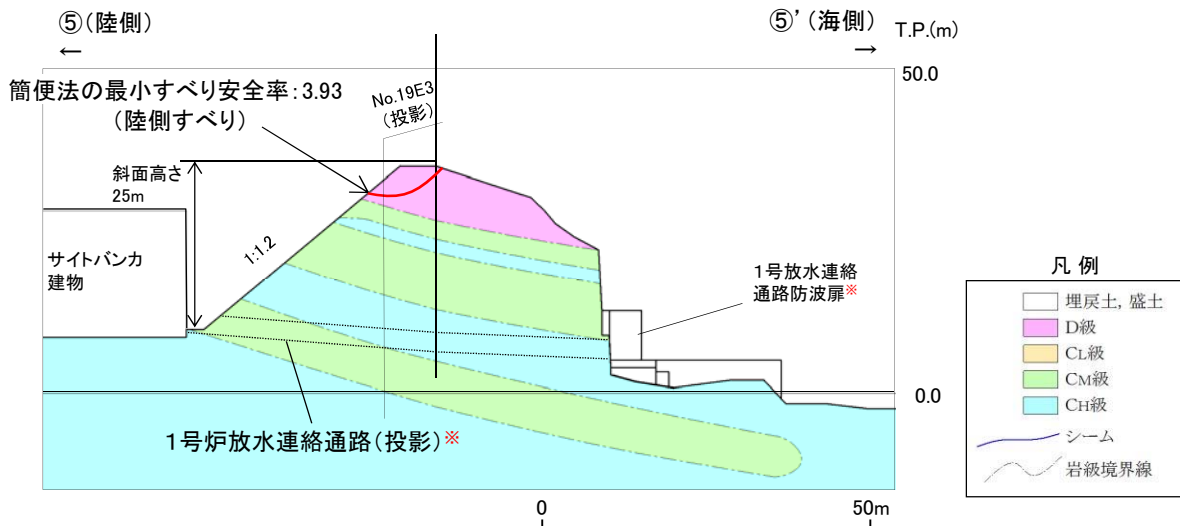 ⑤(陸側)
←
⑤’(海側)
→
T.P.(m)
50.0
簡便法の最小すべり安全率:3.93
(陸側すべり)
No.19E3
(投影)
斜面高さ
25m
1:1.2
サイトバンカ
建物
1号放水連絡
通路防波扉※
0.0
1号炉放水連絡通路(投影)※
0
50m
凡 例
埋戻土, 盛土
D級
CL級
CM級
CH級
シーム
岩級境界線